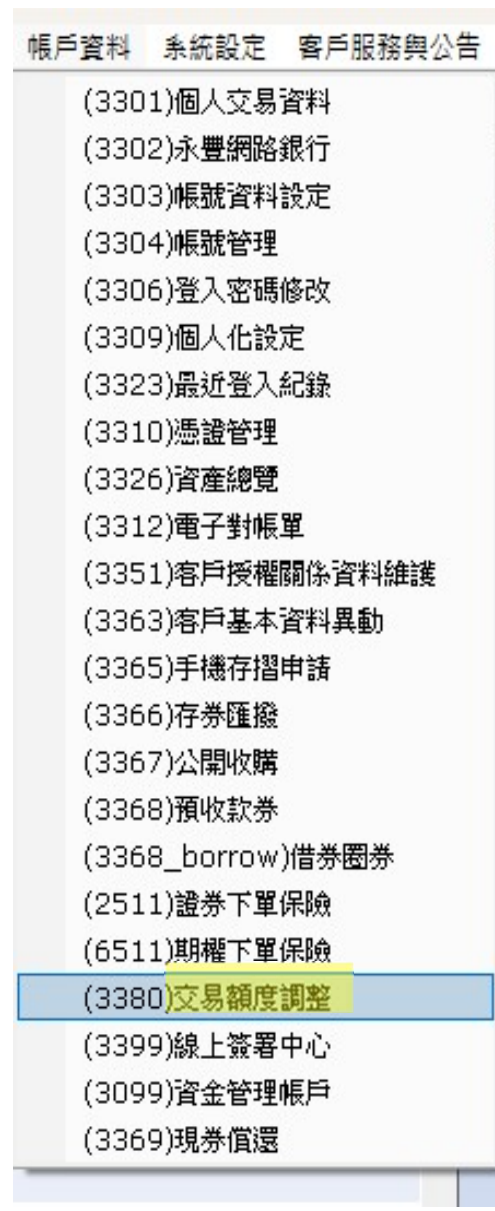 帳戶資料 系統設定 客戶服務與公告
(3301)個人交易資料
(3302)永豐網路銀行
(3303)帳號資料設定
(3304)帳號管理
(3306)登入密碼修改
(3309)個人化設定
(3323)最近登入紀錄
(3310)憑證管理
(3326)資產總覽
(3312)電子對帳單
(3351)客戶授權關係資料維護
(3363)客戶基本資料異動
(3365)手機存摺申請
(3366)存券匯撥
(3367)公開收購
(3368)預收款券
(3368_borrow)借券圈券
(2511)證券下單保險
(6511)期權下單保險
(3380)交易額度調整
(3399)線上簽署中心
(3099)資金管理帳戶
(3369)現券償還